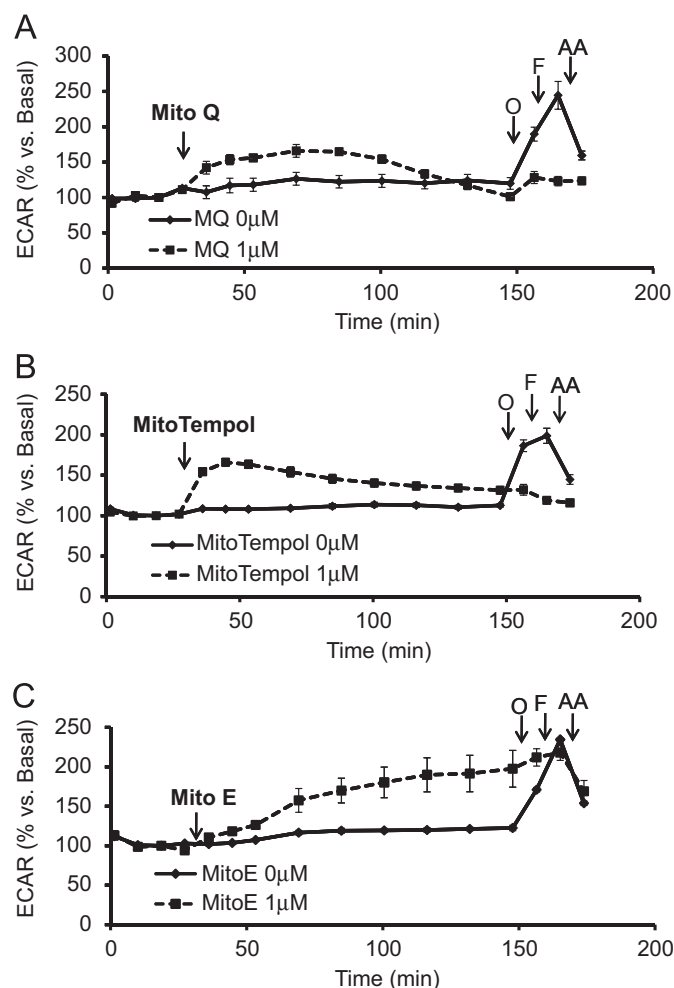 A
ECAR (% vs. Basal)
300
250
200
150
100
50
0
Mito Q
O
F
AA
MQ 0μM
MQ 1μM
0
50
100
150
200
Time (min)
B
ECAR (% vs. Basal)
250
200
150
100
50
0
MitoTempol
O
F
AA
MitoTempol 0μM
MitoTempol 1μM
0
50
100
150
200
Time (min)
C
ECAR (% vs. Basal)
250
200
150
100
50
0
Mito E
O
F
AA
MitoE 0μM
MitoE 1μM
0
50
100
150
200
Time (min)